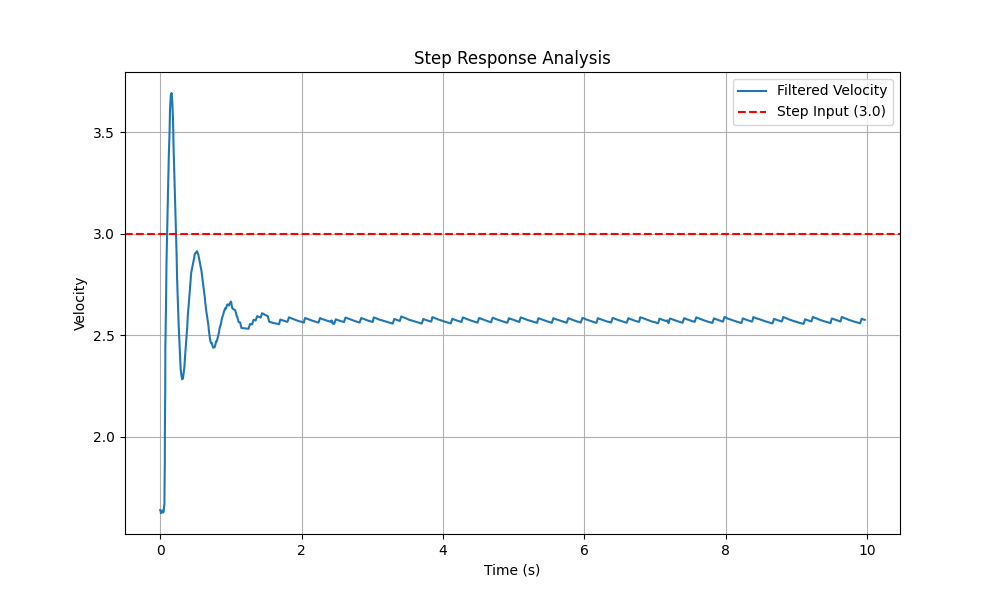 Step Response Analysis
Filtered Velocity
Step Input (3.0)
Velocity
3.5
3.0
2.5
2.0
0 2 4 6 8 10
Time (s)